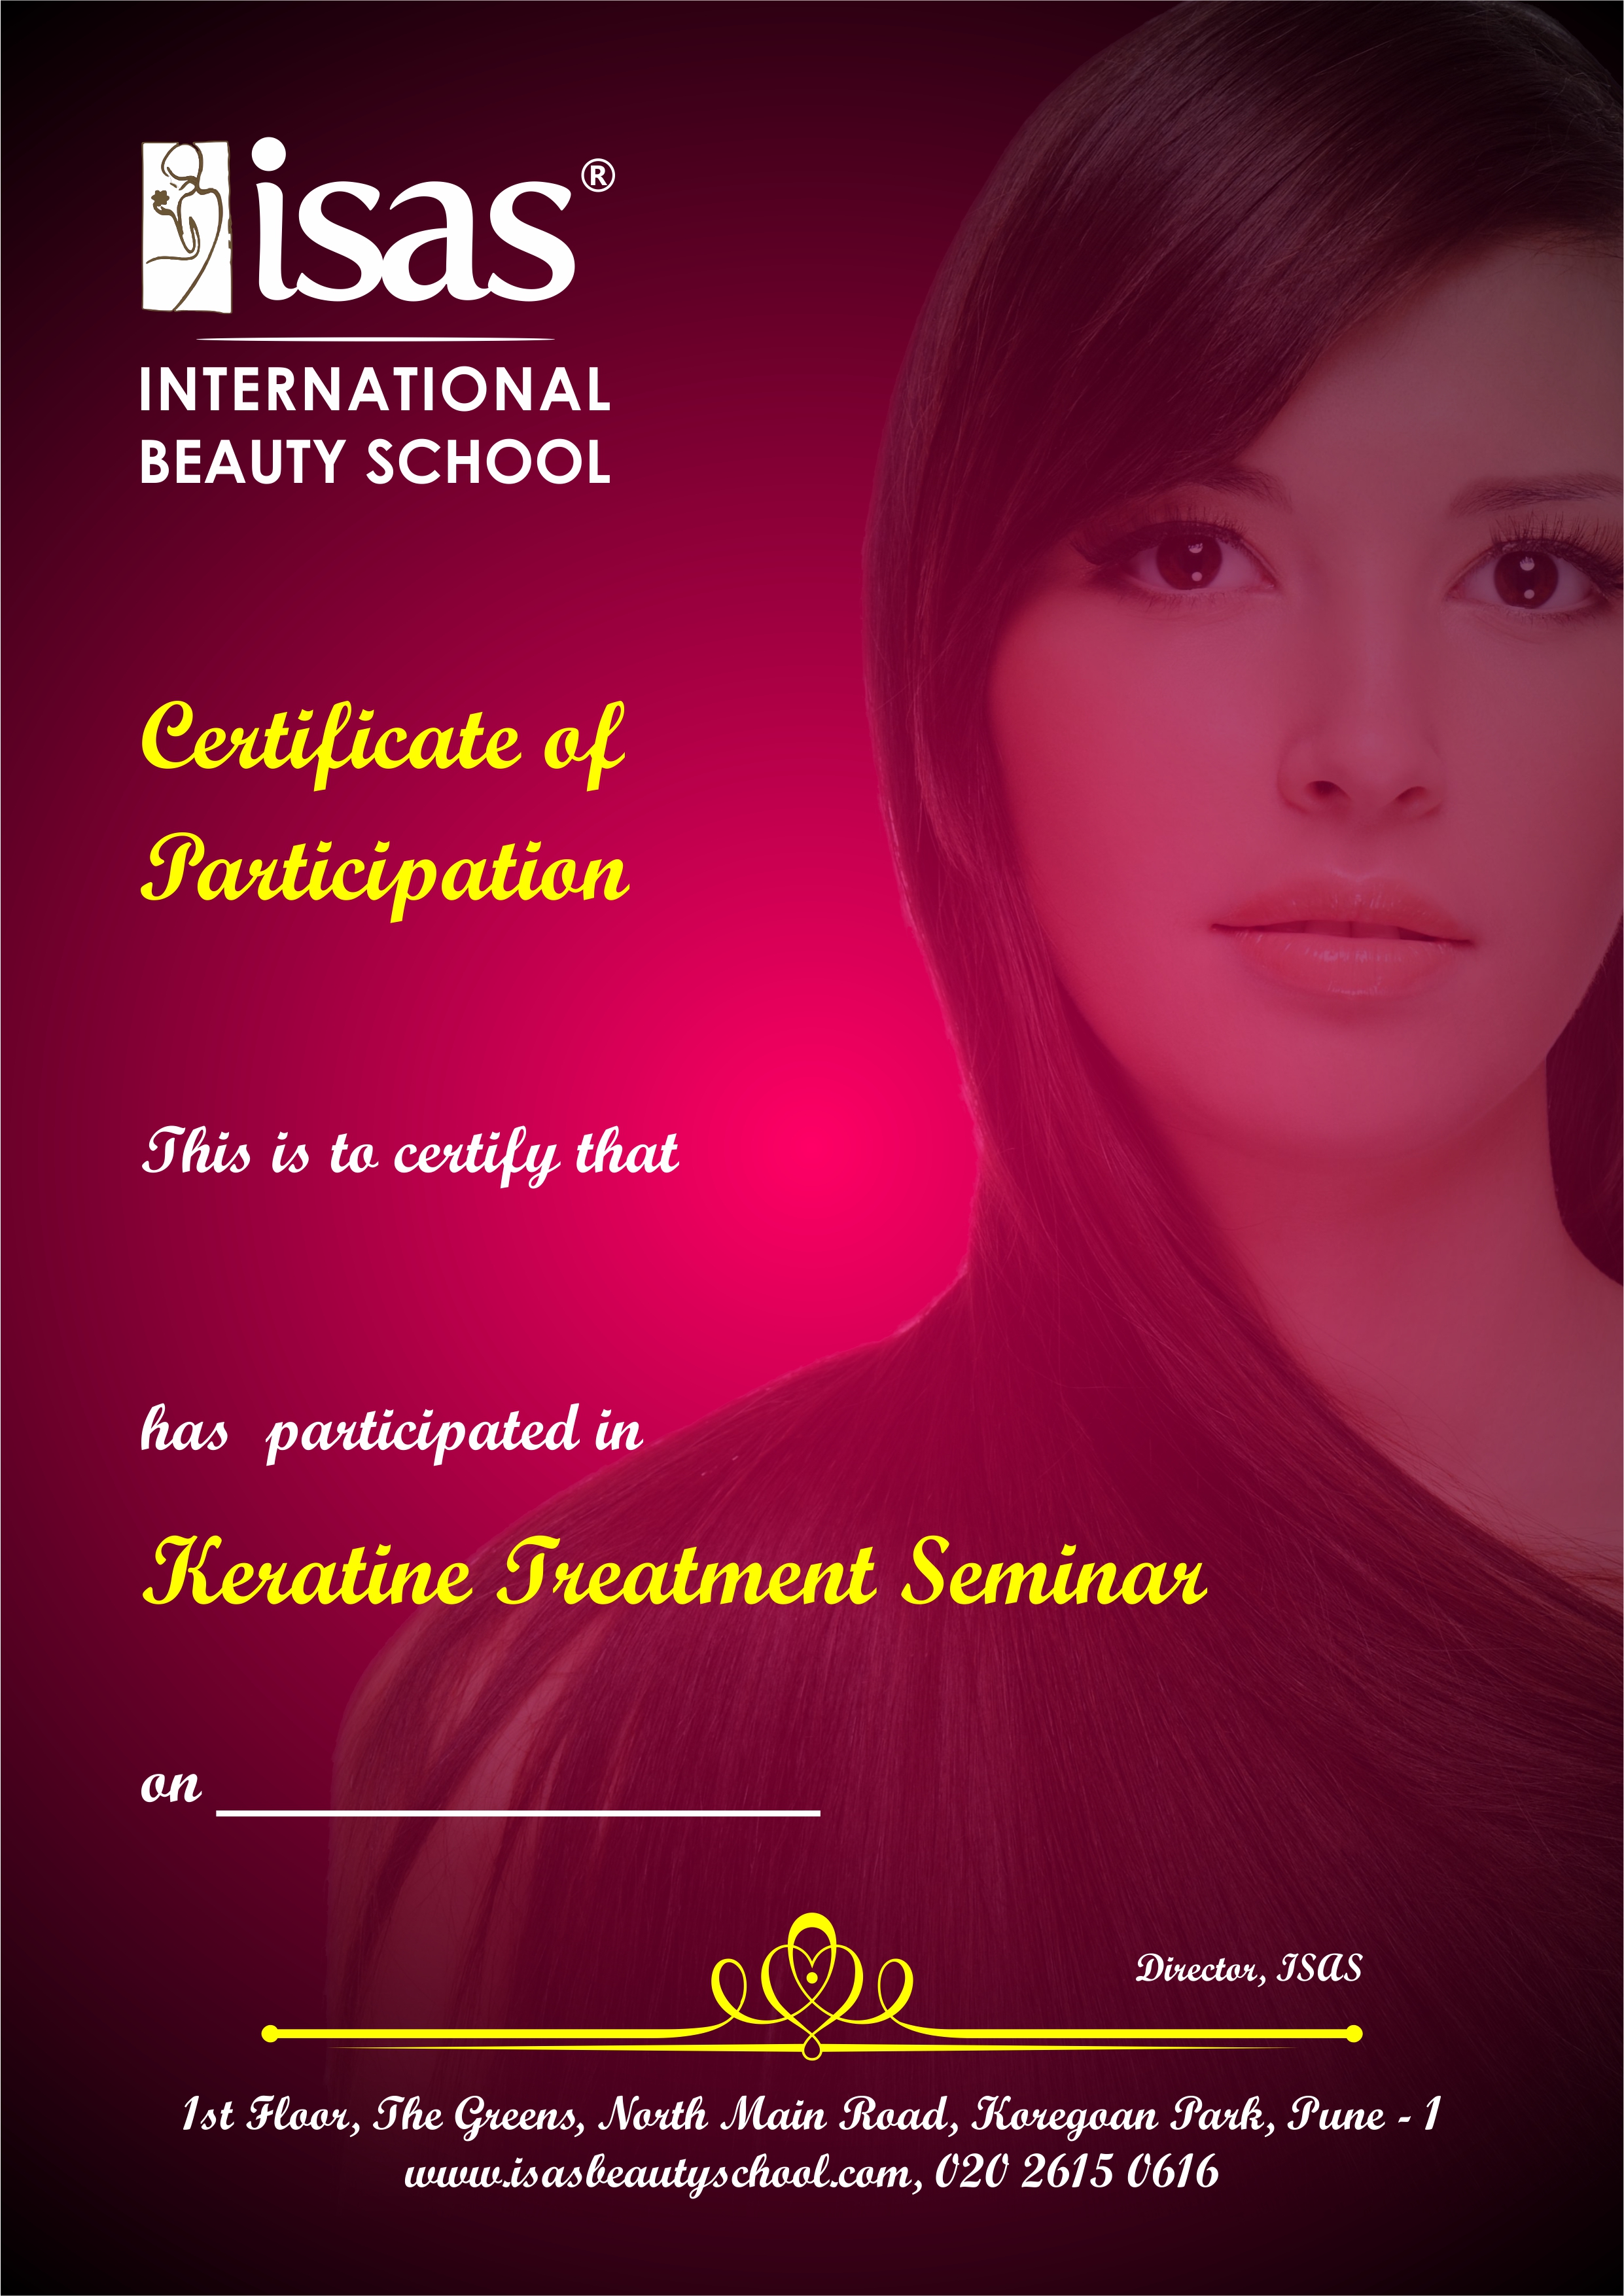 isas®
INTERNATIONAL
BEAUTY SCHOOL
Certificate of
Participation
This is to certify that
has participated in
Keratine Treatment Seminar
on
Director, ISAS
1st Floor, The Greens, North Main Road, Koregoan Park, Pune - 1
www.isasbeautyschool.com, 020 2615 0616